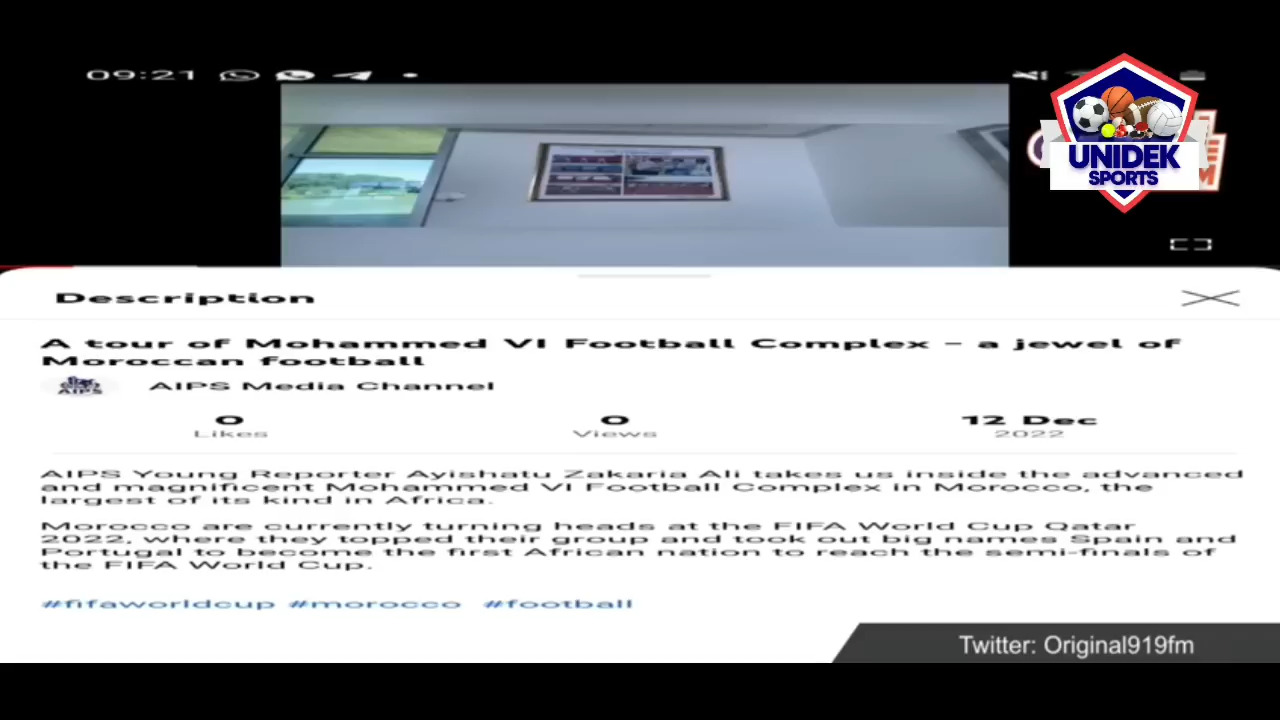 09:21
UNIDEK
SPORTS
Description
A tour of Mohammed VI Football Complex - a jewel of
Moroccan football
AIPS
AIPS Media Channel
0
Likes
0
Views
12 Dec
2022
AIPS Young Reporter Ayishatu Zakaria Ali takes us inside the advanced
and magnificent Mohammed VI Football Complex in Morocco, the
largest of its kind in Africa.
Morocco are currently turning heads at the FIFA World Cup Qatar
2022, where they topped their group and took out big names Spain and
Portugal to become the first African nation to reach the semi-finals of
the FIFA World Cup.
#fifaworldcup #morocco #football
Twitter: Original919fm